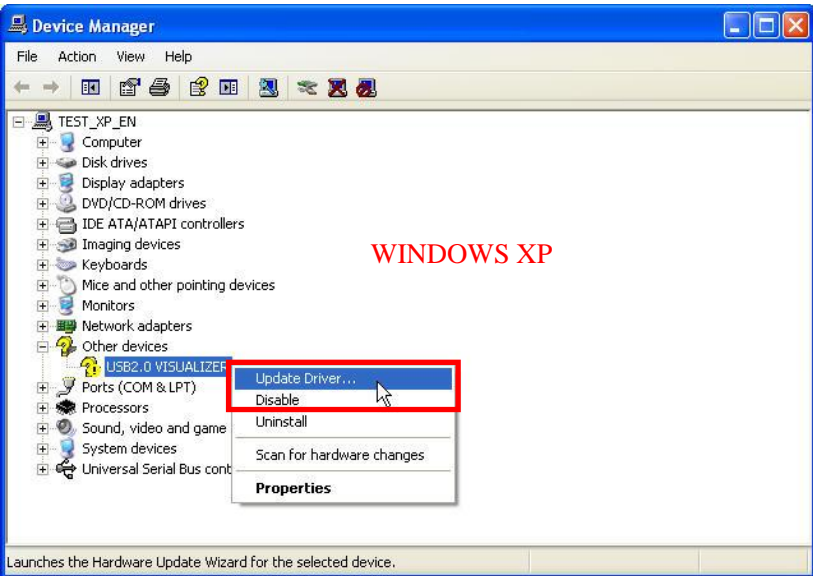 Device Manager
File Action View Help
TEST_XP_EN
Computer
Disk drives
Display adapters
DVD/CD-ROM drives
IDE ATA/ATAPI controllers
Imaging devices
WINDOWS XP
Keyboards
Mice and other pointing devices
Monitors
Network adapters
Other devices
USB2.0 VISUALIZER
Update Driver...
Ports (COM & LPT)
Disable
Processors
Uninstall
Sound, video and game
System devices
Scan for hardware changes
Universal Serial Bus cont
Properties
Launches the Hardware Update Wizard for the selected device.